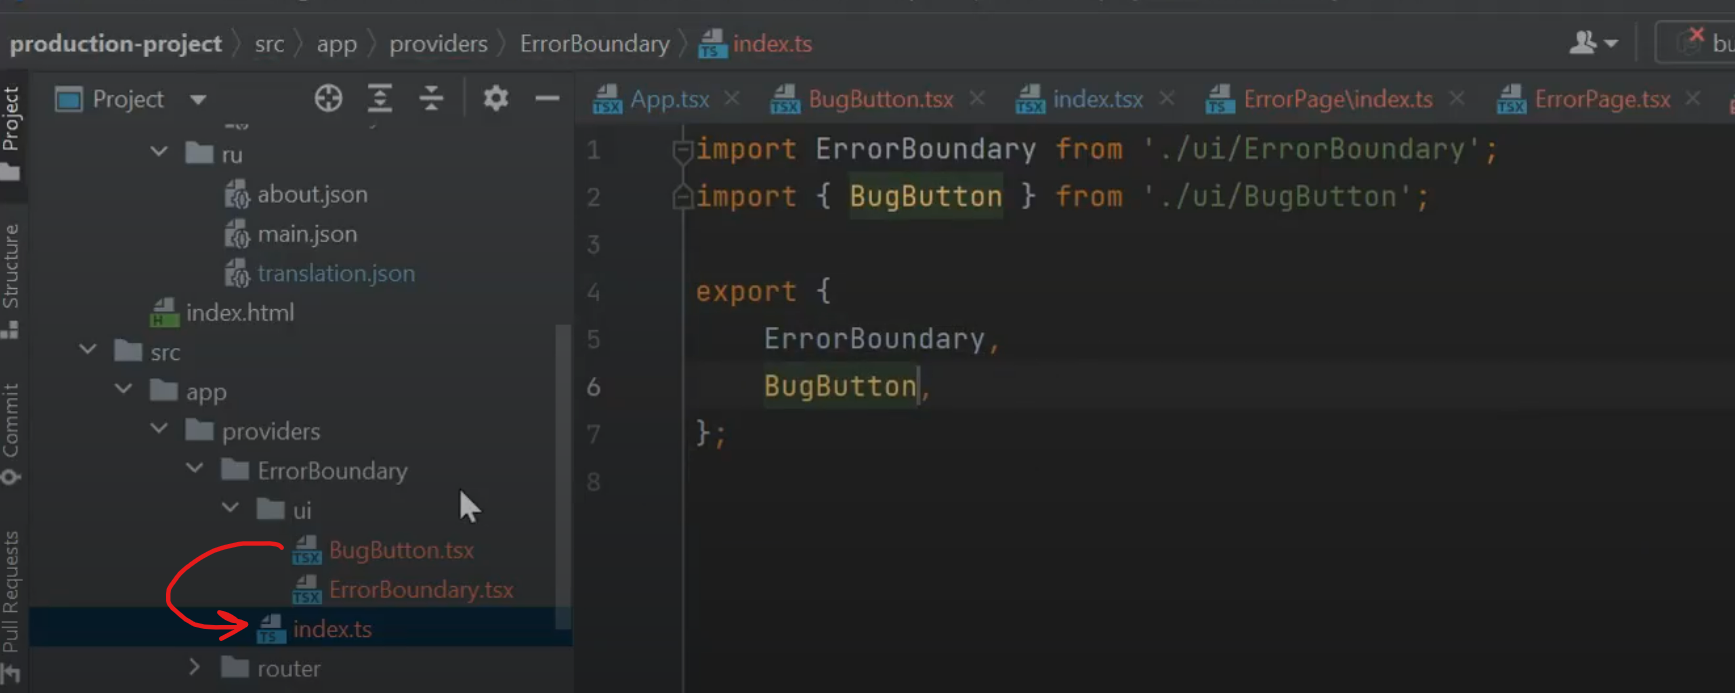 production-project src app providers ErrorBoundary index.ts
Project
App.tsx BugButton.tsx index.tsx ErrorPage\index.ts ErrorPage.tsx
Project
Structure
Commit
Pull Requests
ru
about.json
main.json
translation.json
index.html
src
app
providers
ErrorBoundary
ui
BugButton.tsx
ErrorBoundary.tsx
index.ts
router
1 import ErrorBoundary from './ui/ErrorBoundary';
2 import { BugButton } from './ui/BugButton';
3
4 export {
5 ErrorBoundary,
6 BugButton,
7 };
8